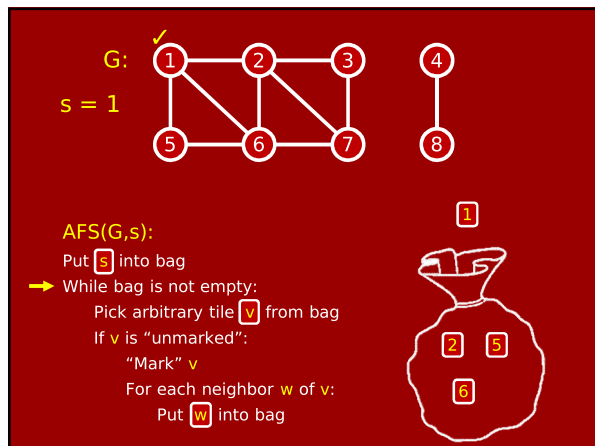 ✓
G: 1 2 3 4
s = 1
5 6 7 8
1
AFS(G,s):
Put s into bag
While bag is not empty:
Pick arbitrary tile v from bag
If v is “unmarked”:
“Mark” v
For each neighbor w of v:
Put w into bag
2 5
6